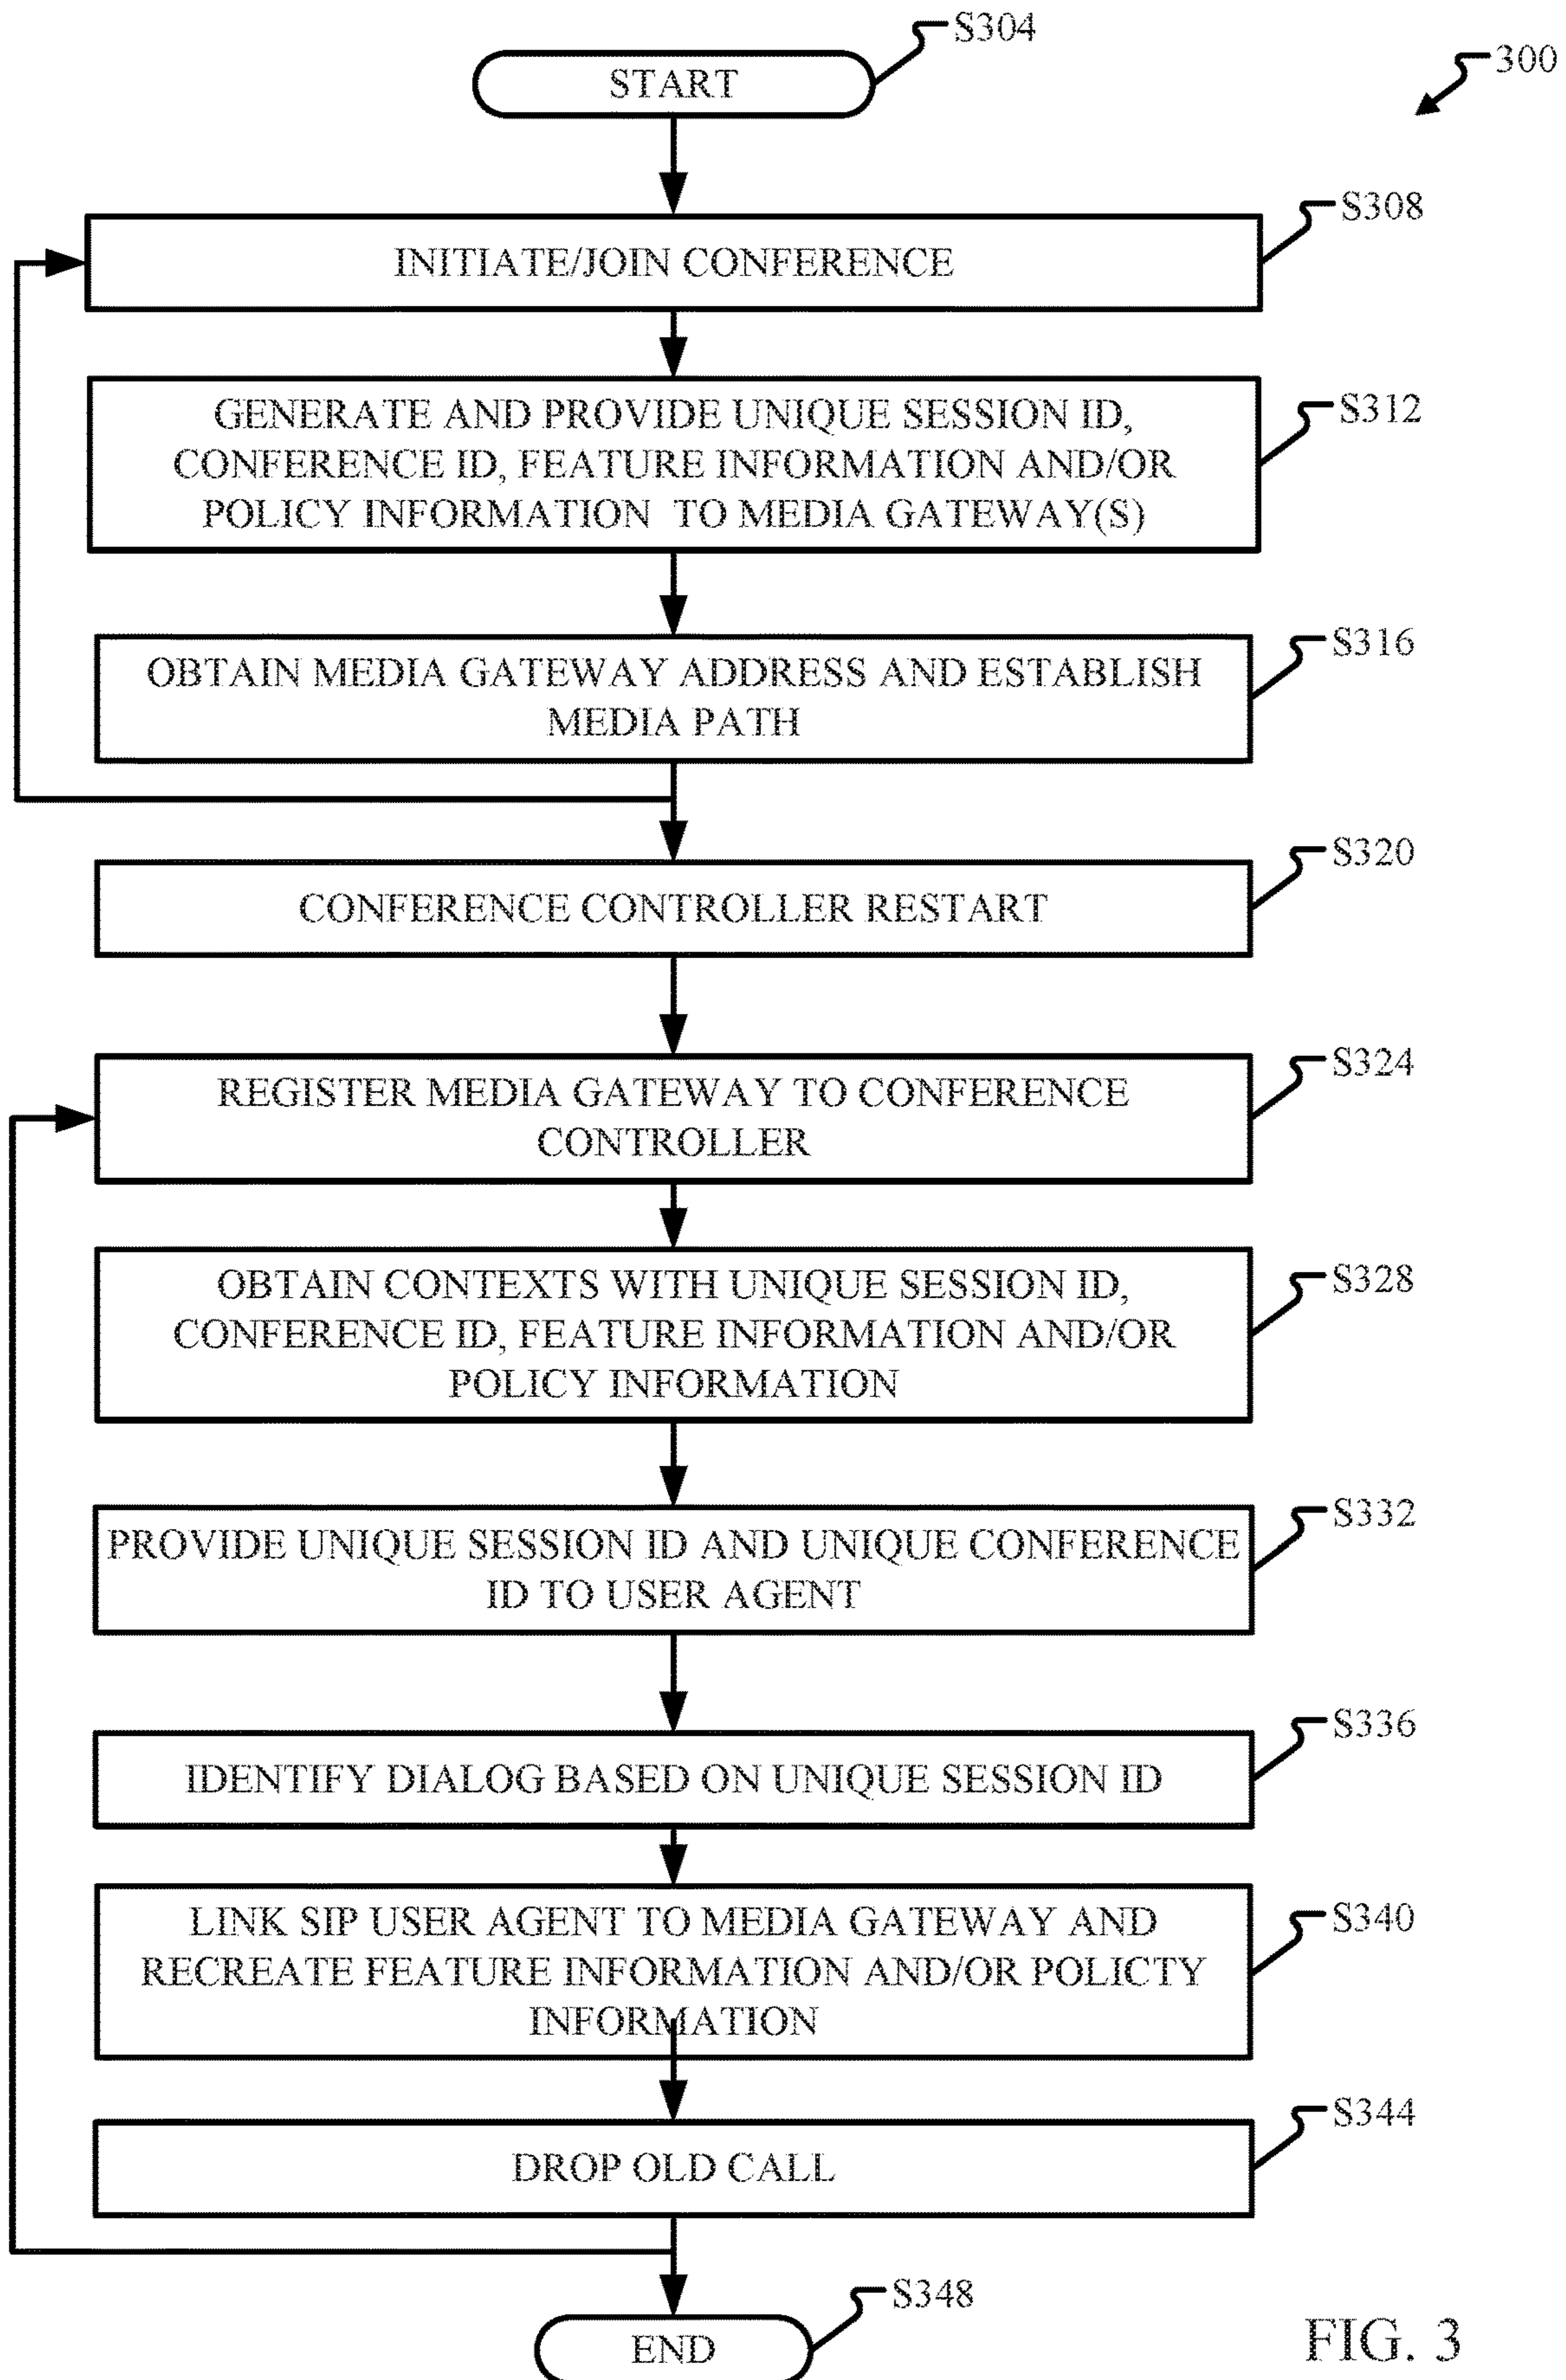 S304
START
300
S308
INITIATE/JOIN CONFERENCE
S312
GENERATE AND PROVIDE UNIQUE SESSION ID,
CONFERENCE ID, FEATURE INFORMATION AND/OR
POLICY INFORMATION TO MEDIA GATEWAY(S)
S316
OBTAIN MEDIA GATEWAY ADDRESS AND ESTABLISH
MEDIA PATH
S320
CONFERENCE CONTROLLER RESTART
S324
REGISTER MEDIA GATEWAY TO CONFERENCE
CONTROLLER
S328
OBTAIN CONTEXTS WITH UNIQUE SESSION ID,
CONFERENCE ID, FEATURE INFORMATION AND/OR
POLICY INFORMATION
S332
PROVIDE UNIQUE SESSION ID AND UNIQUE CONFERENCE
ID TO USER AGENT
S336
IDENTIFY DIALOG BASED ON UNIQUE SESSION ID
S340
LINK SIP USER AGENT TO MEDIA GATEWAY AND
RECREATE FEATURE INFORMATION AND/OR POLICTY
INFORMATION
S344
DROP OLD CALL
S348
END
FIG. 3